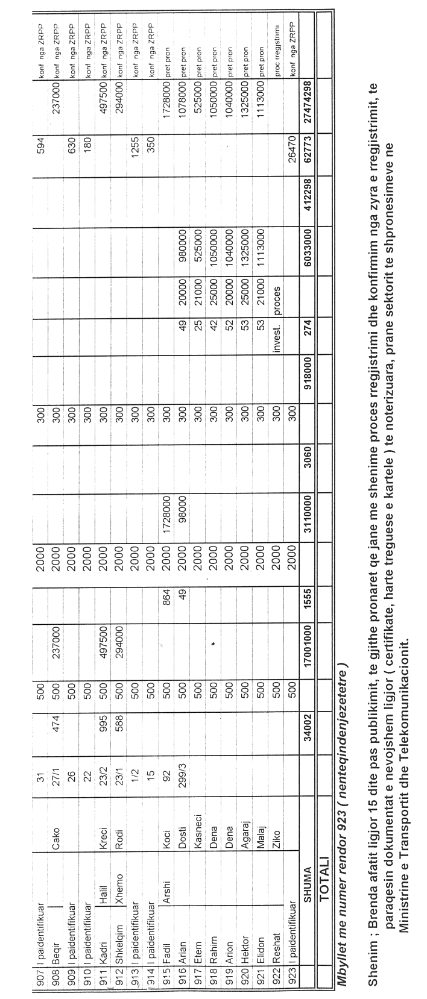 907 I paidentifikuar 31 500 2000 300 594 konf nga ZRPP
908 Beqir Cako 27/1 474 500 237000 2000 300 237000 konf nga ZRPP
909 I paidentifikuar 26 500 2000 300 630 konf nga ZRPP
910 I paidentifikuar 22 500 2000 300 180 konf nga ZRPP
911 Kadri Halil Kreci 23/2 995 500 497500 2000 300 497500 konf nga ZRPP
912 Shkelqim Xhemo Rodi 23/1 588 500 294000 2000 300 294000 konf nga ZRPP
913 I paidentifikuar 1/2 500 2000 300 1255 konf nga ZRPP
914 I paidentifikuar 15 500 2000 300 350 konf nga ZRPP
915 Fadil Arshi Koci 92 500 864 2000 1728000 300 1728000 pret pron
916 Arian Dosti 299/3 500 49 2000 98000 300 49 20000 980000 1078000 pret pron
917 Etem Kasneci 500 2000 300 25 21000 525000 525000 pret pron
918 Rahim Dena 500 2000 300 42 25000 1050000 1050000 pret pron
919 Arion Dena 500 2000 300 52 20000 1040000 1040000 pret pron
920 Hektor Agaraj 500 2000 300 53 25000 1325000 1325000 pret pron
921 Elidon Malaj 500 2000 300 53 21000 1113000 1113000 pret pron
922 Reshat Ziko 500 2000 300 invest. proces proc rregjstrimi
923 I paidentifikuar 500 2000 300 26470 konf nga ZRPP
SHUMA 34002 17001000 1555 3110000 3060 918000 274 6033000 412298 62773 27474298
TOTALI
Mbyllet me numer rendor 923 ( nenteqindenjezetetre )
Shenim ; Brenda afatit ligjor 15 dite pas publikimit, te gjithe pronaret qe jane me shenime proces rregjistrimi dhe konfirmim nga zyra e rregjistrimit, te
paraqesin dokumentat e nevojshem ligjor ( certifikate, harte treguese e kartele ) te noterizuara, prane sektorit te shpronesimeve ne
Ministrine e Transportit dhe Telekomunikacionit.